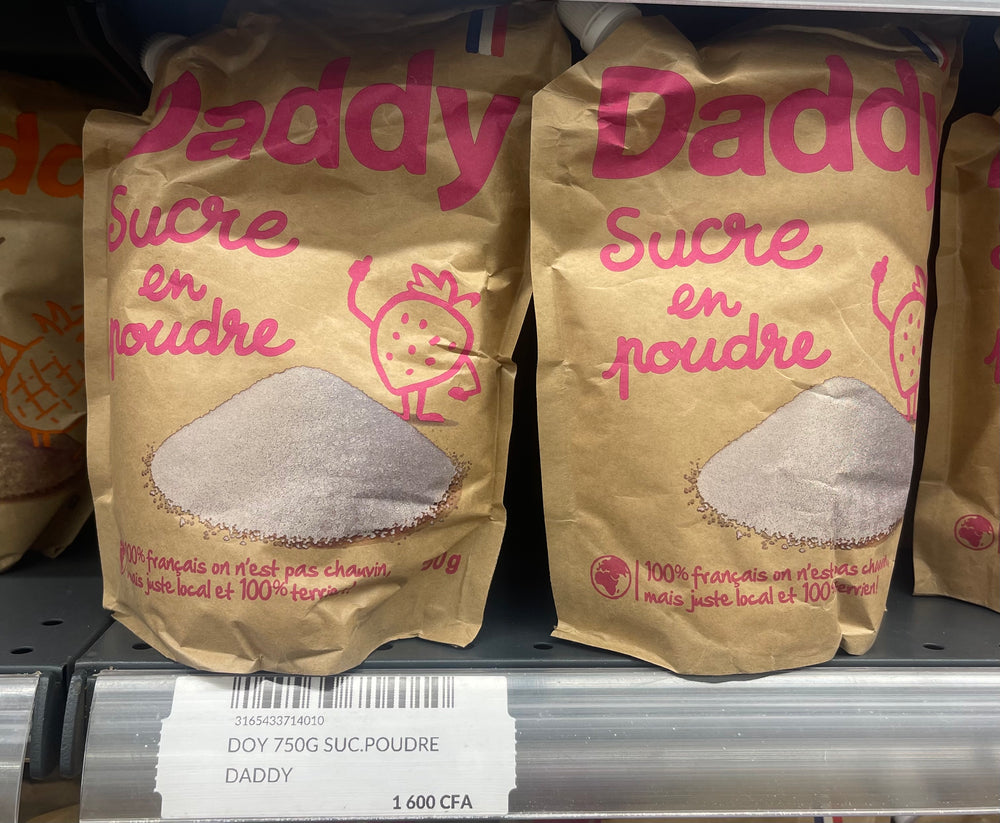 Daddy
Sucre
en
poudre
100% français on n'est pas chauvin,
mais juste local et 100% terrien!
Daddy
Sucre
en
poudre
100% français on n'est pas chauvin,
mais juste local et 100% terrien!
3165433714010
DOY 750G SUC.POUDRE
DADDY
1 600 CFA